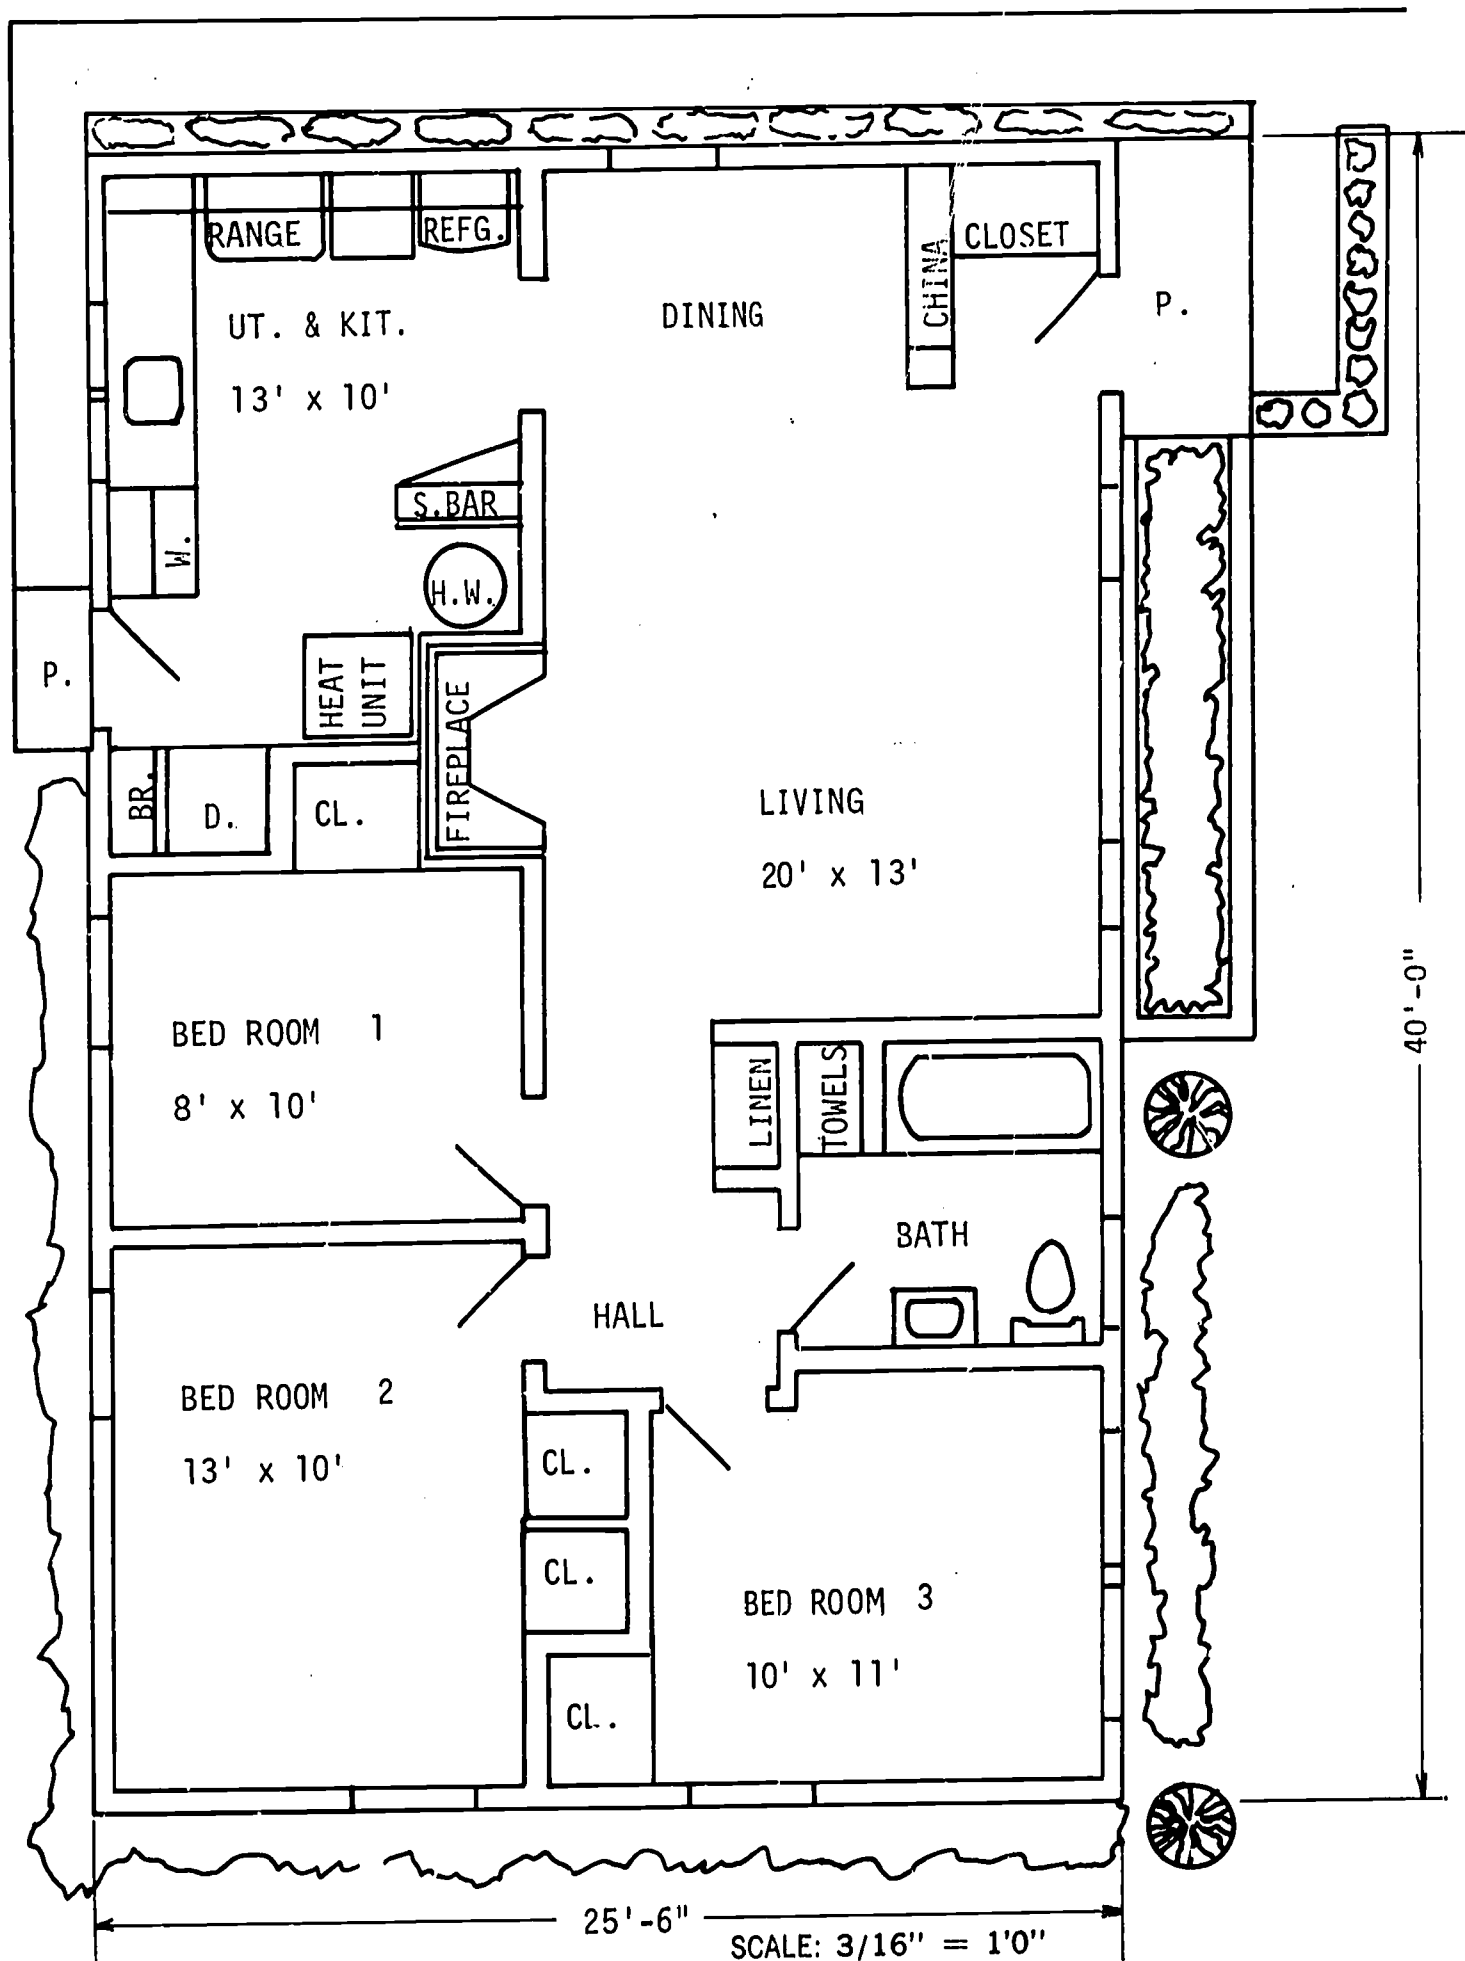 RANGE
REFG.
CHINA
CLOSET
UT. & KIT.
13' x 10'
DINING
P.
S.BAR
W.
H.W.
P.
HEAT
UNIT
FIREPLACE
BR.
D.
CL.
LIVING
20' x 13'
BED ROOM 1
8' x 10'
LINEN
TOWELS
40'-0"
BATH
HALL
BED ROOM 2
13' x 10'
CL.
CL.
BED ROOM 3
10' x 11'
CL.
25'-6"
SCALE: 3/16" = 1'0"